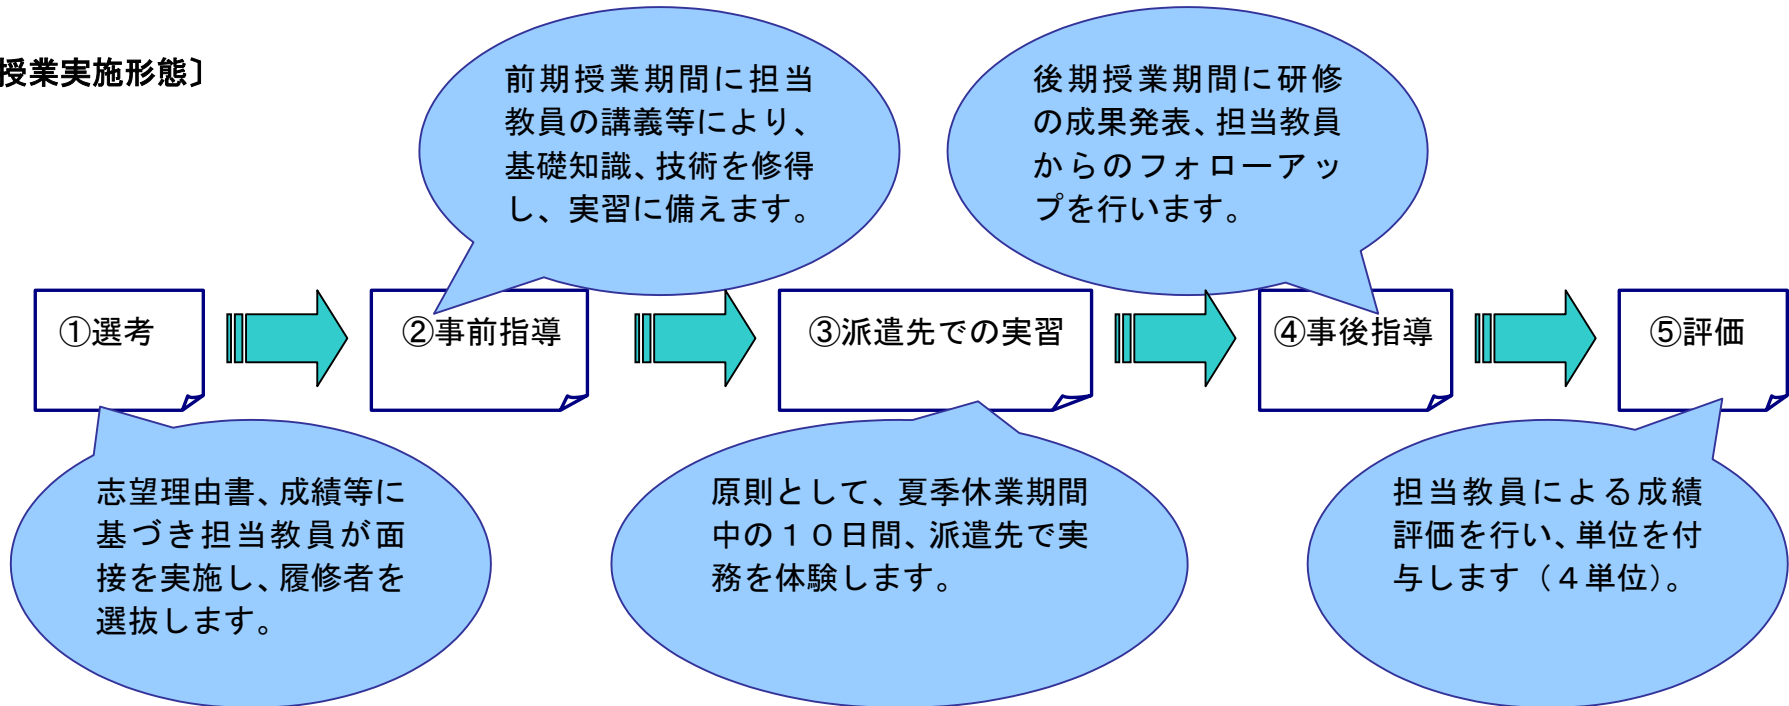 授業実施形態〕
前期授業期間に担当
教員の講義等により、
基礎知識、技術を修得
し、実習に備えます。
後期授業期間に研修
の成果発表、担当教員
からのフォローアッ
プを行います。
①選考
②事前指導
③派遣先での実習
④事後指導
⑤評価
志望理由書、成績等に
基づき担当教員が面
接を実施し、履修者を
選抜します。
原則として、夏季休業期間
中の１０日間、派遣先で実
務を体験します。
担当教員による成績
評価を行い、単位を付
与します（４単位）。